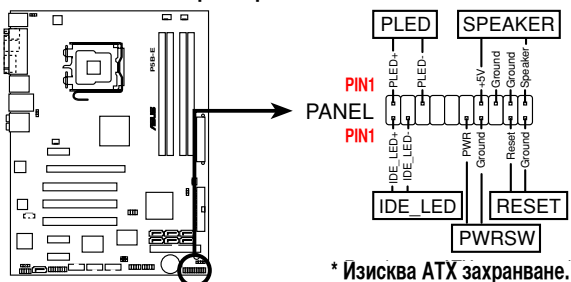 PLED
SPEAKER
PLED+
PLED-
+5V
Ground
Ground
Speaker
P5B-E
ASUS
PIN1
PANEL
PIN1
IDE_LED+
IDE_LED-
PWR
Ground
Reset
Ground
IDE_LED
RESET
PWRSW
* Изисква ATX захранване.